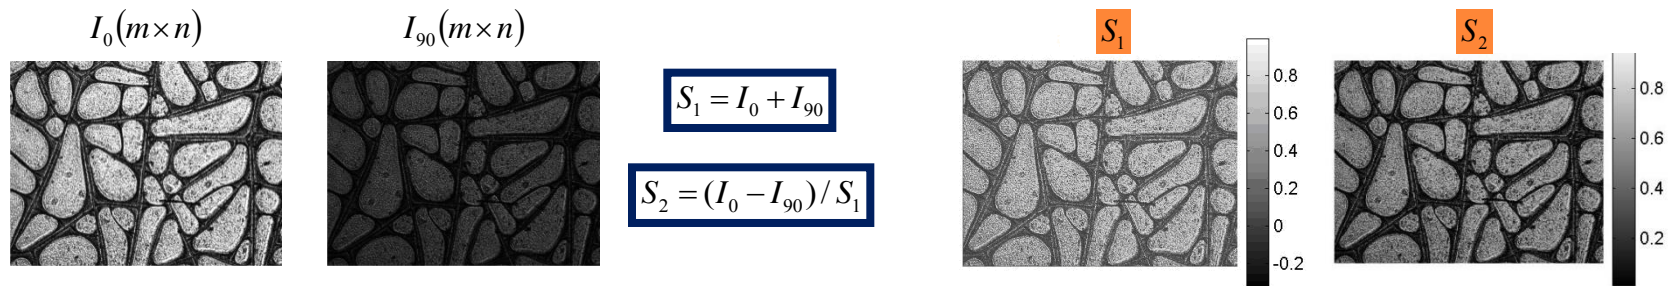 I₀(m×n)
I₉₀(m×n)
S₁ = I₀ + I₉₀
S₂ = (I₀ − I₉₀) / S₁
S₁
0.8
0.6
0.4
0.2
0
-0.2
S₂
0.8
0.6
0.4
0.2